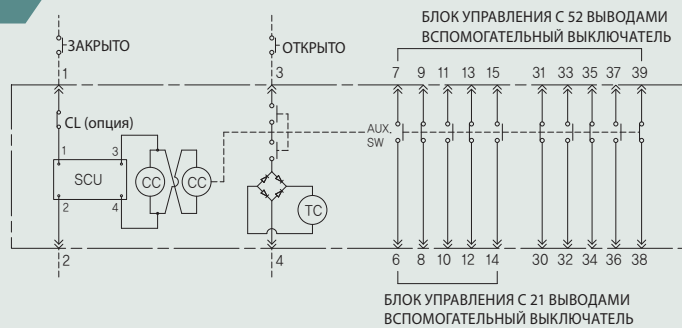 БЛОК УПРАВЛЕНИЯ С 52 ВЫВОДАМИ
ВСПОМОГАТЕЛЬНЫЙ ВЫКЛЮЧАТЕЛЬ
ЗАКРЫТО
ОТКРЫТО
1 3 7 9 11 13 15 31 33 35 37 39
CL (опция)
AUX.
SW
1 3
SCU
CC CC
TC
2 4
2 4 6 8 10 12 14 30 32 34 36 38
БЛОК УПРАВЛЕНИЯ С 21 ВЫВОДАМИ
ВСПОМОГАТЕЛЬНЫЙ ВЫКЛЮЧАТЕЛЬ